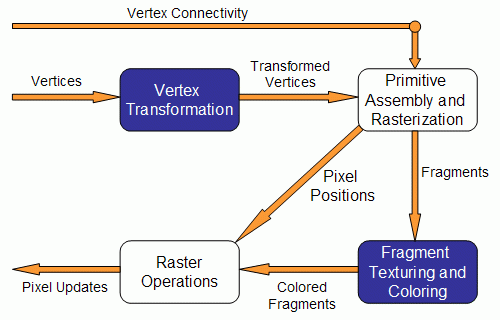 Vertex Connectivity
Vertices
Vertex
Transformation
Transformed
Vertices
Primitive
Assembly and
Rasterization
Pixel
Positions
Fragments
Fragment
Texturing and
Coloring
Colored
Fragments
Raster
Operations
Pixel Updates